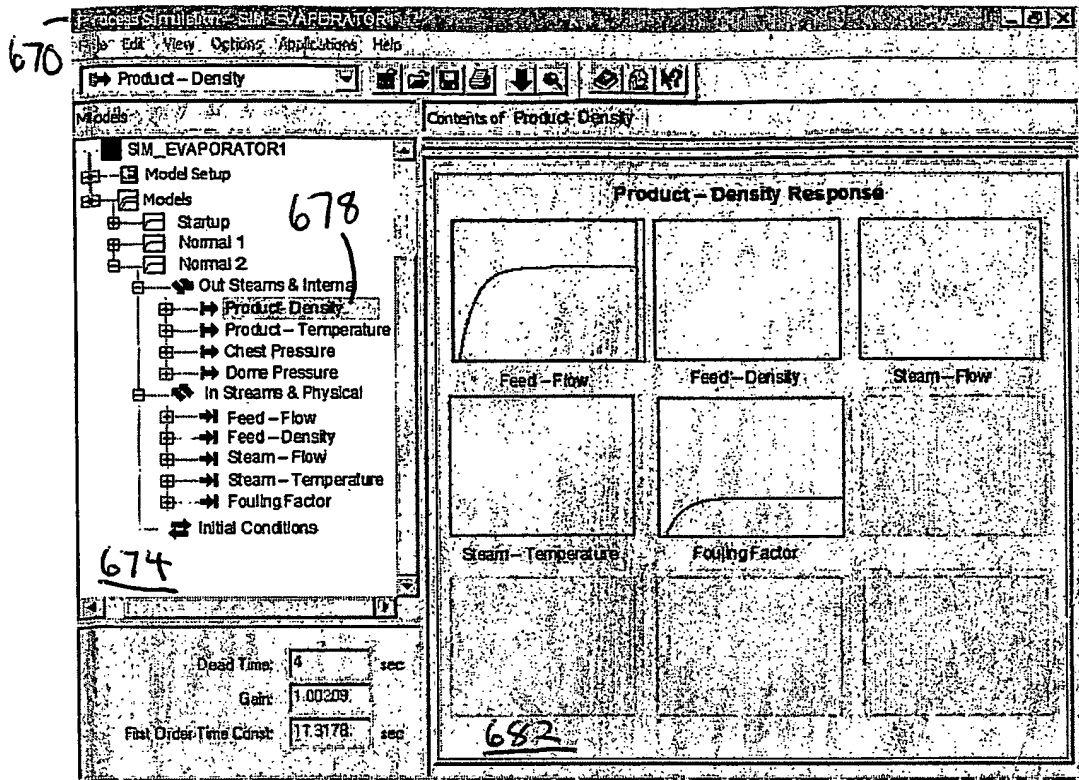 670
Process Simulation – SIM_EVAPORATOR1
File Edit View Options Applications Help
Product – Density
Models
Contents of Product-Density
SIM_EVAPORATOR1
Model Setup
Models
678
Startup
Normal 1
Normal 2
Out Steams & Interna
Product-Density
Product – Temperature
Chest Pressure
Dome Pressure
In Streams & Physical
Feed – Flow
Feed – Density
Steam – Flow
Steam – Temperature
Fouling Factor
Initial Conditions
674
Dead Time: 4 sec
Gain: 1.00209
First Order Time Const: 11.3178 sec
Product – Density Response
Feed – Flow
Feed – Density
Steam – Flow
Steam – Temperature
Fouling Factor
682